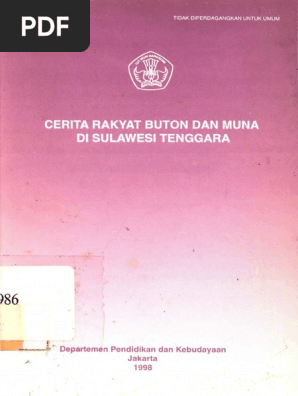 PDF
TIDAK DIPERDAGANGKAN UNTUK UMUM
CERITA RAKYAT BUTON DAN MUNA
DI SULAWESI TENGGARA
986
Departemen Pendidikan dan Kebudayaan
Jakarta
1998